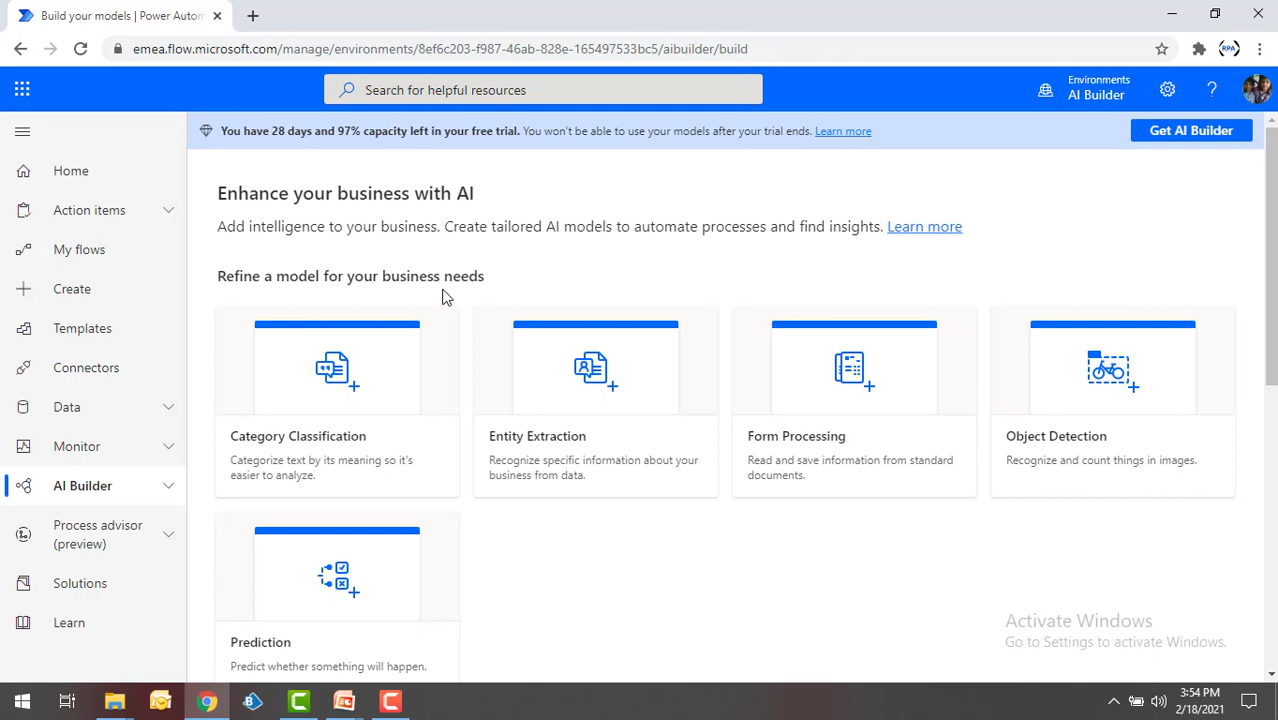 Build your models | Power Autom
emea.flow.microsoft.com/manage/environments/8ef6c203-f987-46ab-828e-165497533bc5/aibuilder/build
RPA
Search for helpful resources
Environments
AI Builder
You have 28 days and 97% capacity left in your free trial. You won't be able to use your models after your trial ends. Learn more
Get AI Builder
Home
Action items
My flows
Create
Templates
Connectors
Data
Monitor
AI Builder
Process advisor
(preview)
Solutions
Learn
Enhance your business with AI
Add intelligence to your business. Create tailored AI models to automate processes and find insights. Learn more
Refine a model for your business needs
Category Classification
Categorize text by its meaning so it's
easier to analyze.
Entity Extraction
Recognize specific information about your
business from data.
Form Processing
Read and save information from standard
documents.
Object Detection
Recognize and count things in images.
Prediction
Predict whether something will happen.
Activate Windows
Go to Settings to activate Windows.
3:54 PM
2/18/2021